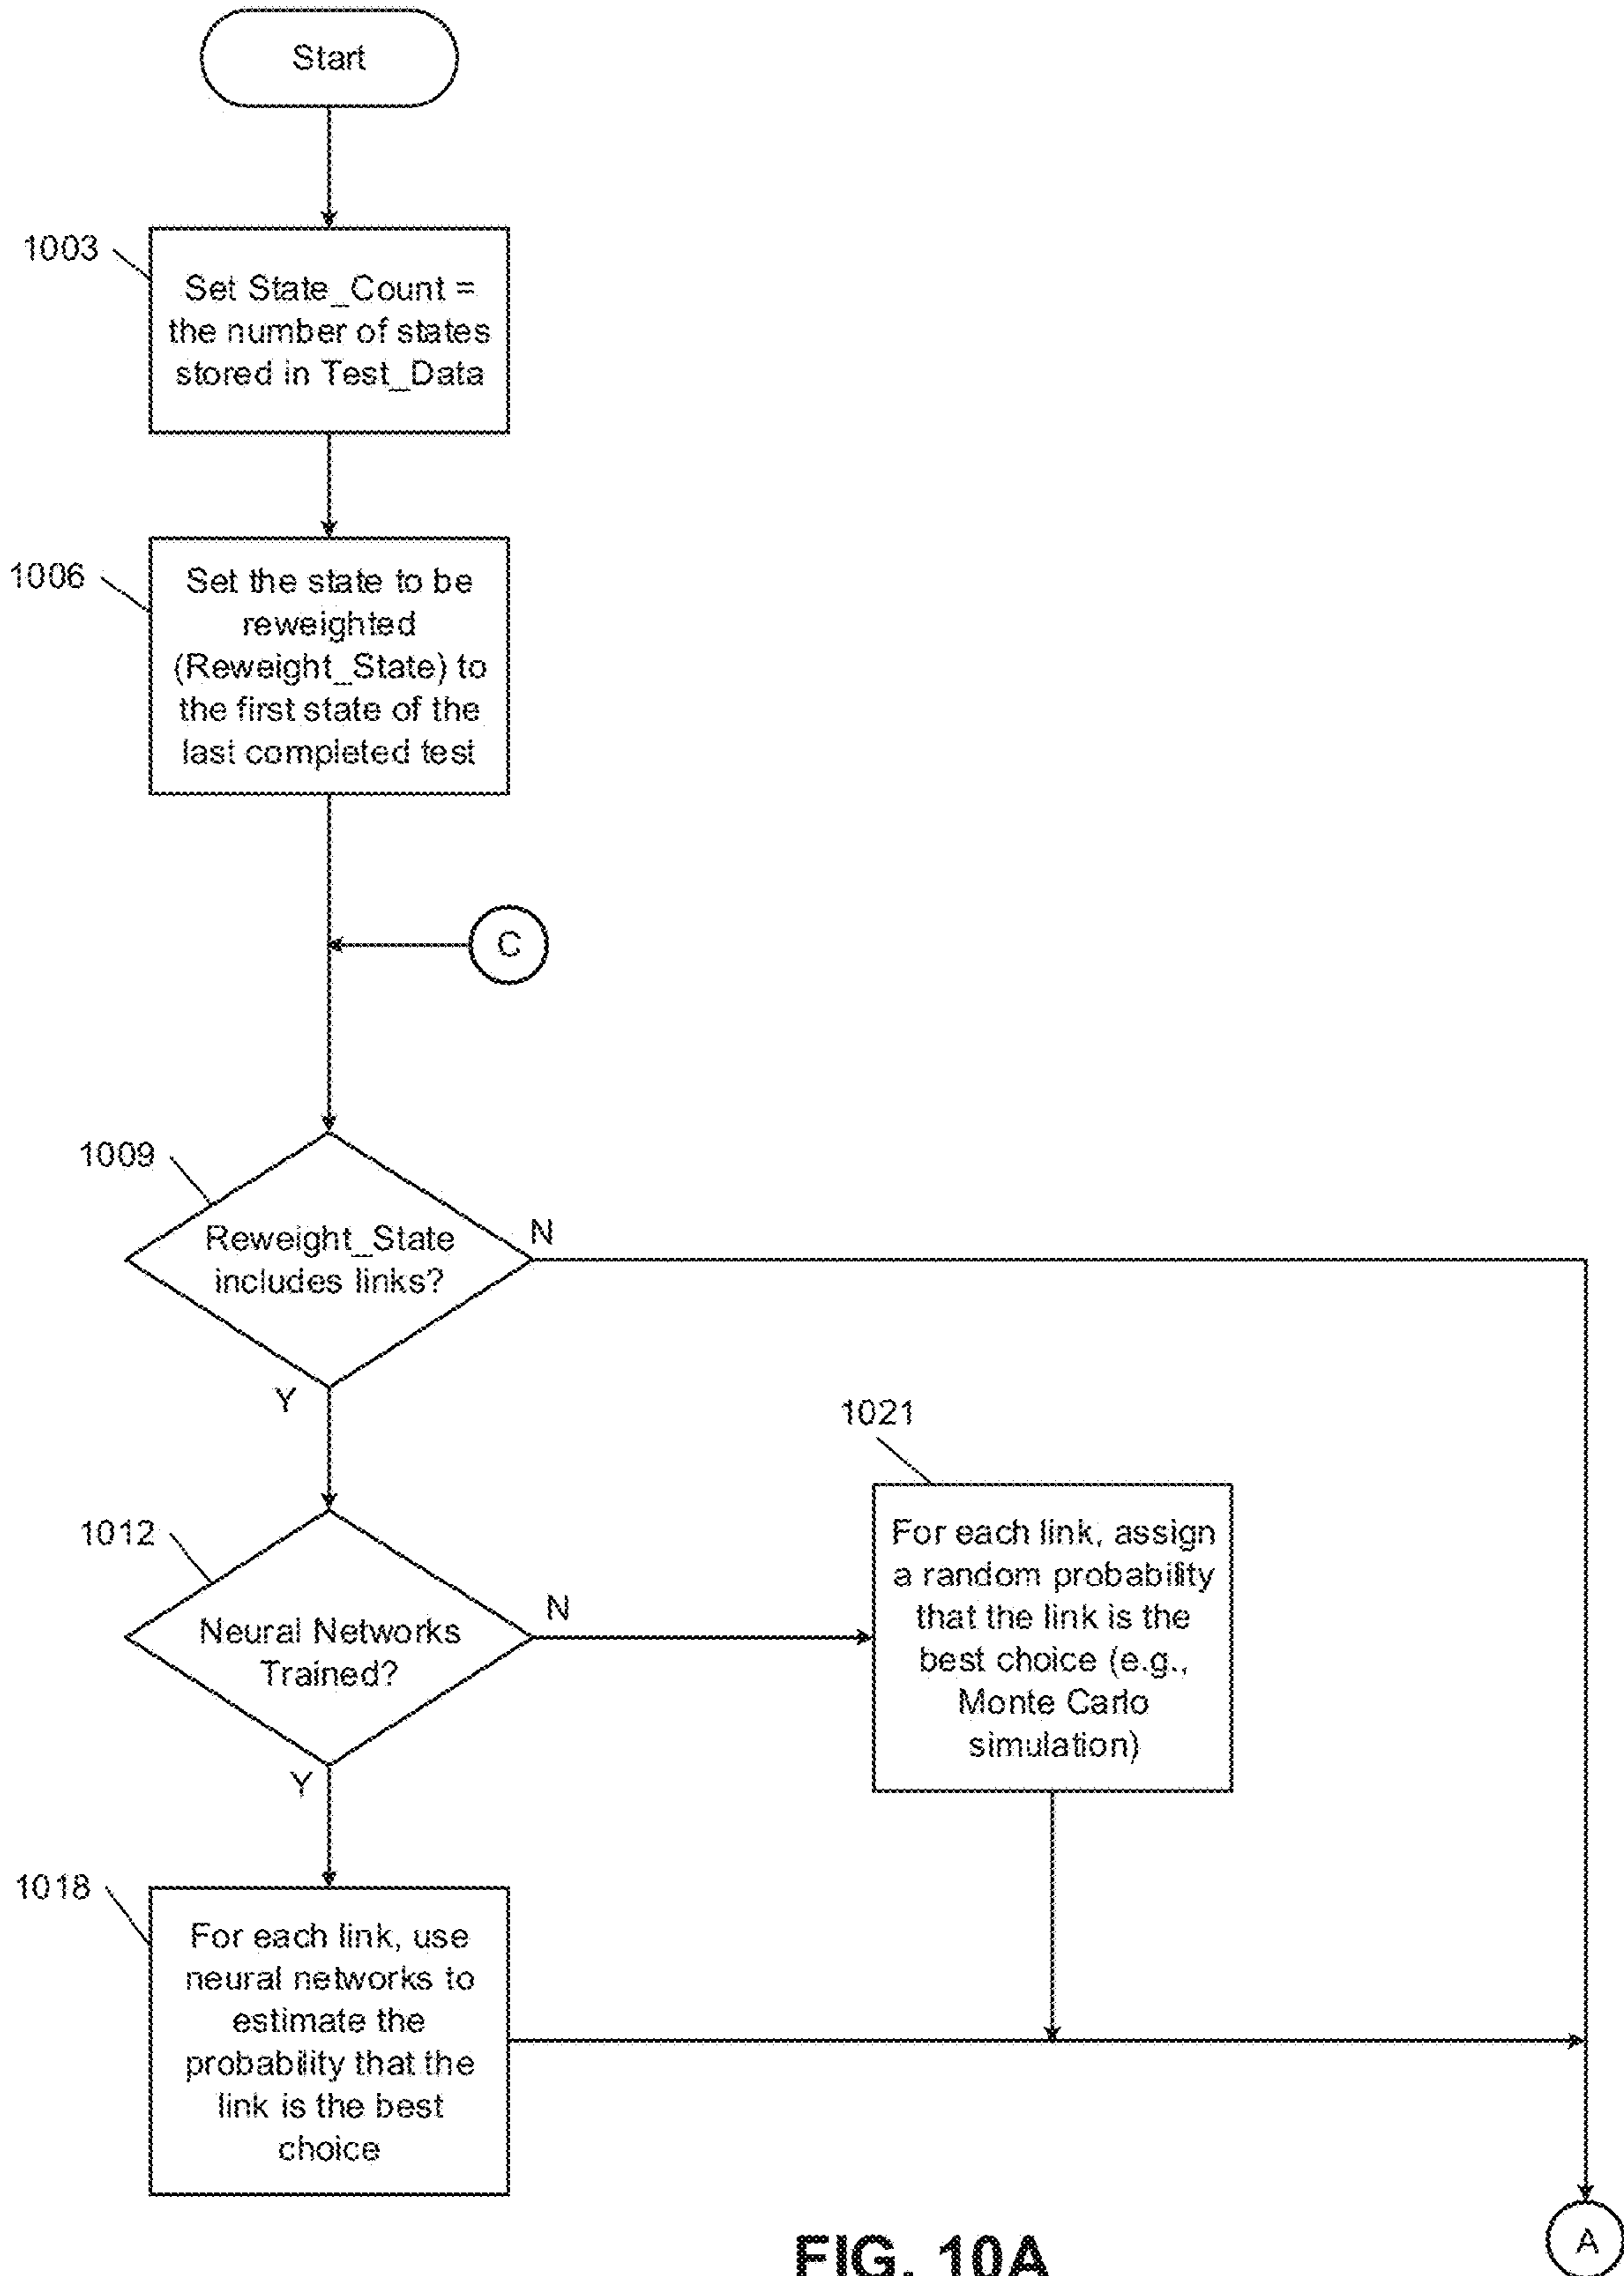 Start
1003
Set State_Count =
the number of states
stored in Test_Data
1006
Set the state to be
reweighted
(Reweight_State) to
the first state of the
last completed test
C
1009
Reweight_State
includes links?
N
Y
1021
For each link, assign
a random probability
that the link is the
best choice (e.g.,
Monte Carlo
simulation)
1012
Neural Networks
Trained?
N
Y
1018
For each link, use
neural networks to
estimate the
probability that the
link is the best
choice
A
FIG. 10A